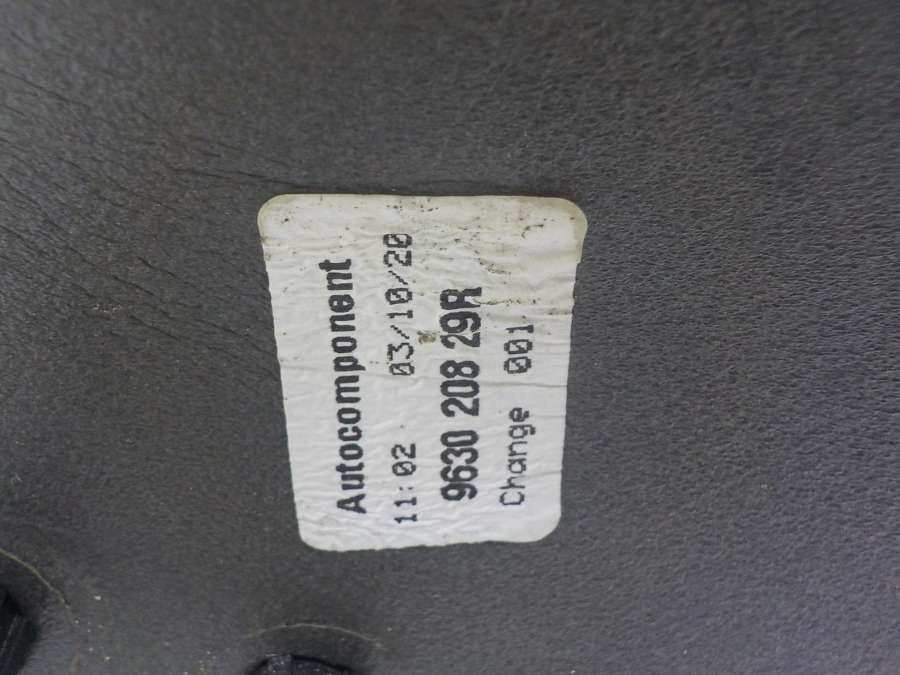 Autocomponent
11:02 03/10/20
9630 208 29R
Change 001